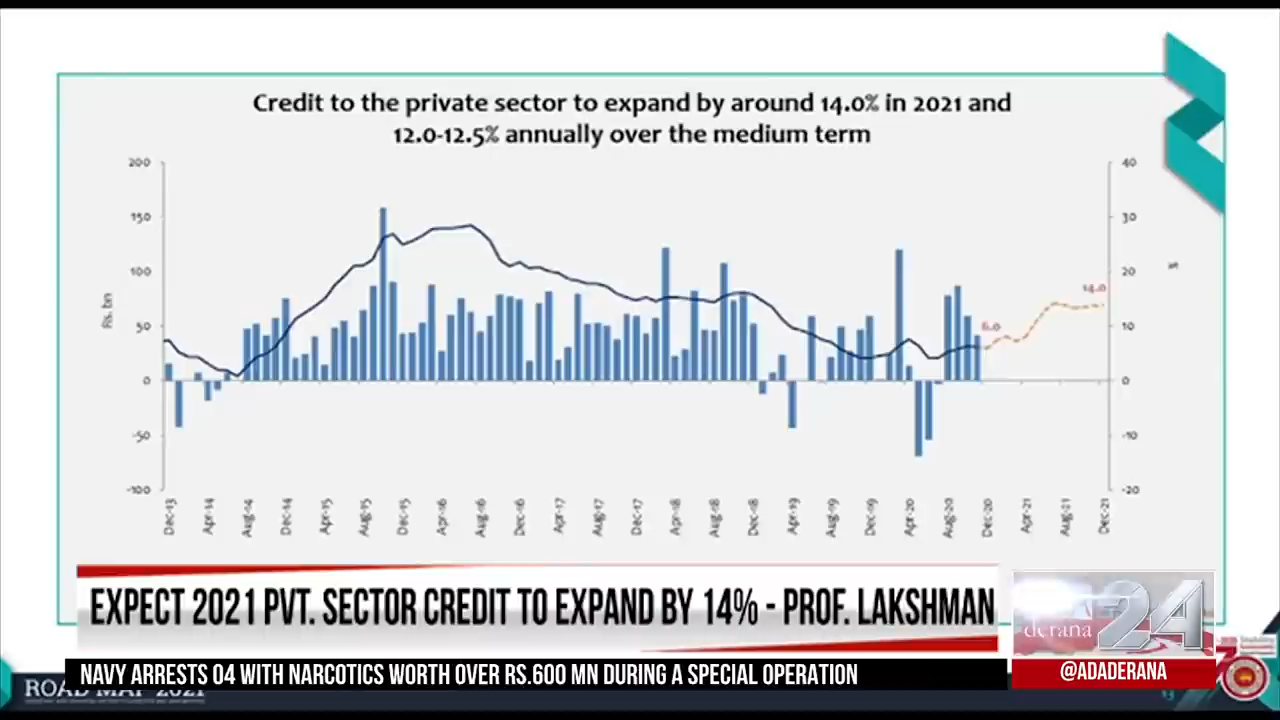 Credit to the private sector to expand by around 14.0% in 2021 and
12.0-12.5% annually over the medium term
200
150
100
50
0
-50
-100
Rs. bn
40
30
20
10
0
-10
-20
%
14.0
6.0
Dec-13
Apr-14
Aug-14
Dec-14
Apr-15
Aug-15
Dec-15
Apr-16
Aug-16
Dec-16
Apr-17
Aug-17
Dec-17
Apr-18
Aug-18
Dec-18
Apr-19
Aug-19
Dec-19
Apr-20
Aug-20
Dec-20
Apr-21
Aug-21
Dec-21
EXPECT 2021 PVT. SECTOR CREDIT TO EXPAND BY 14% - PROF. LAKSHMAN
derana 24
NAVY ARRESTS 04 WITH NARCOTICS WORTH OVER RS.600 MN DURING A SPECIAL OPERATION
@ADADERANA
ROAD MAP 2021
13